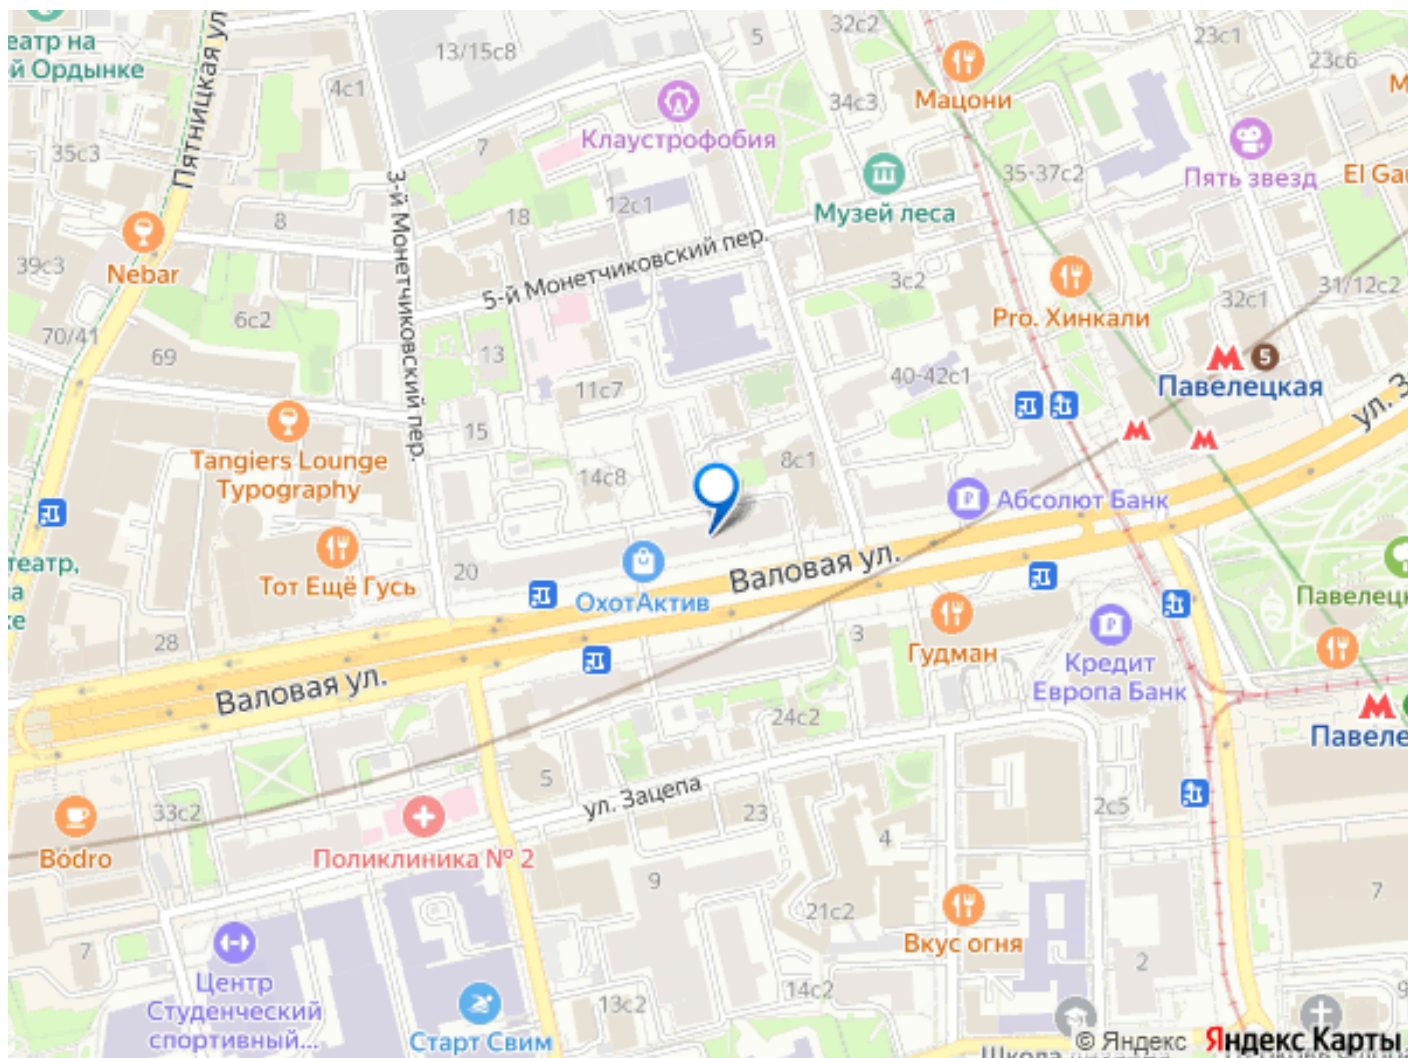 еатр на
й Ордынке
Пятницкая ул
13/15с8
5
32с2
23с1
23с6
4с1
34с3
Мацони
35с3
7
Клаустрофобия
Пять звезд
El Gau
3-й Монетчиковский пер.
Музей леса
35-37с2
8
18
12с1
Nebar
39с3
5-й Монетчиковский пер.
3с2
Pro. Хинкали
32с1
31/12с2
6с2
70/41
69
13
11с7
40-42с1
5
Павелецкая
ул. З
15
Tangiers Lounge
Typography
14с8
8с1
Абсолют Банк
Тот Ещё Гусь
20
ОхотАктив
Валовая ул.
театр,
Павелец
28
3
Гудман
Кредит
Европа Банк
Валовая ул.
24с2
Павеле
5
ул. Зацепа
33с2
23
2с5
4
Bódro
Поликлиника № 2
9
7
21с2
Вкус огня
7
2
Центр
Студенческий
спортивный...
14с2
13с2
Старт Свим
© Яндекс Яндекс Карты